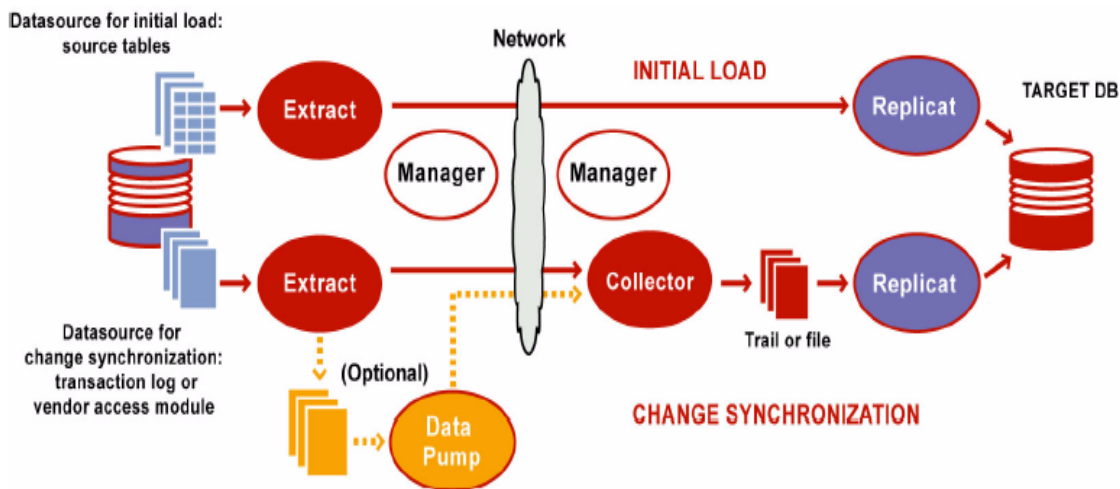 Datasource for initial load:
source tables
Network
INITIAL LOAD
TARGET DB
Extract
Replicat
Manager
Manager
Extract
Collector
Replicat
Trail or file
Datasource for
change synchronization:
transaction log or
vendor access module
(Optional)
Data
Pump
CHANGE SYNCHRONIZATION